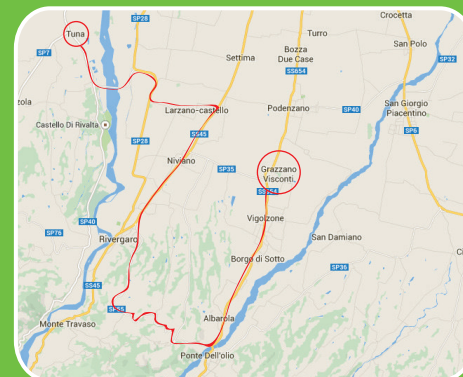 Crocetta
SP28
Turro
Tuna
San Polo
SP7
Bozza
Due Case
Settima
SP32
SS654
Larzano-castello
Podenzano
SP40
San Giorgio
Piacentino
zola
Castello Di Rivalta
SS45
SP6
SP28
Niviano
SP35
Grazzano
Visconti
Vigolzone
SP40
San Damiano
SP76
Rivergaro
Borgo di Sotto
SP36
Ci
SS45
Monte Travaso
Albarola
Ponte Dell'olio